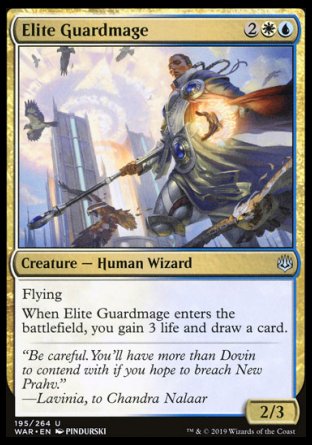 Elite Guardmage 2
Creature — Human Wizard
Flying
When Elite Guardmage enters the
battlefield, you gain 3 life and draw a card.
“Be careful. You’ll have more than Dovin
to contend with if you hope to breach New
Prahv.”
—Lavinia, to Chandra Nalaar
2/3
195/264 U
WAR • EN PINDURSKI
™ & © 2019 Wizards of the Coast